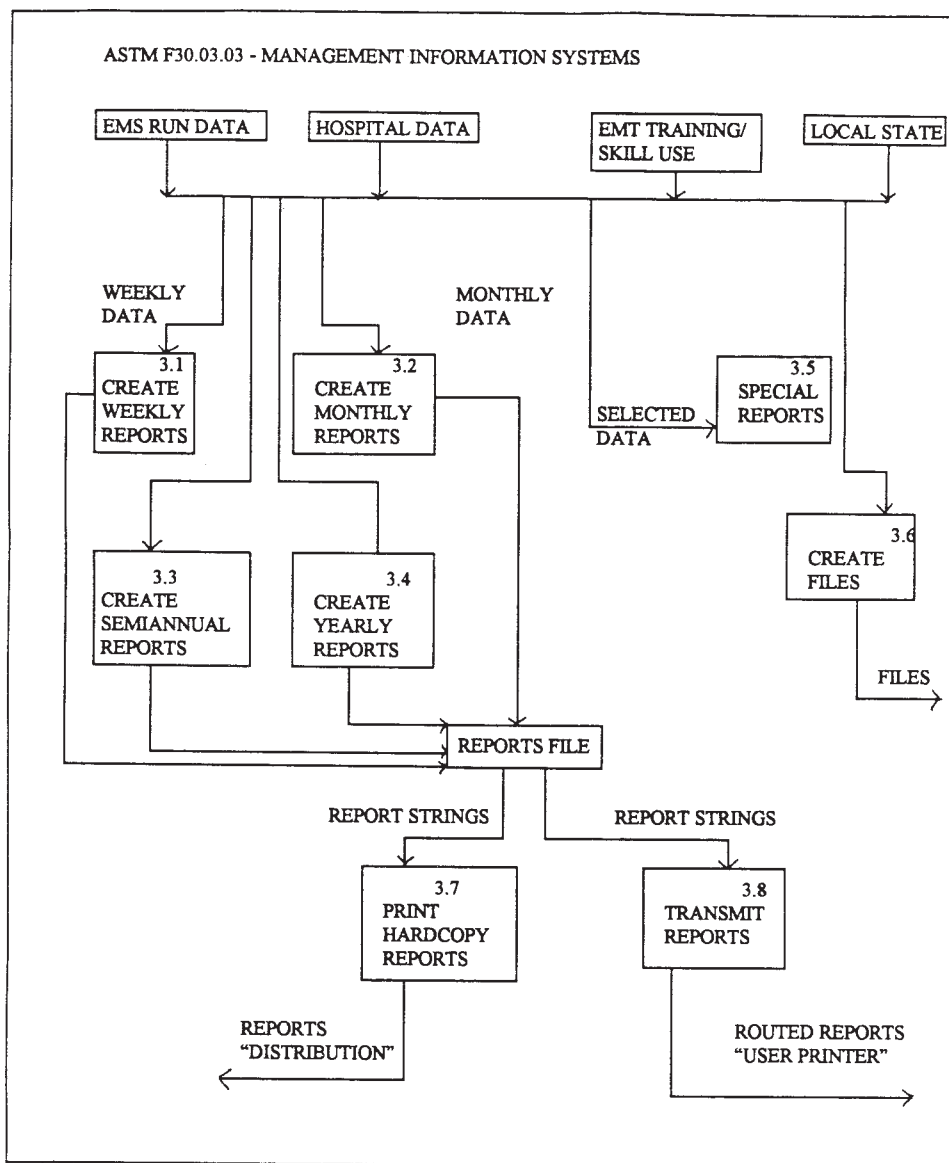 ASTM F30.03.03 - MANAGEMENT INFORMATION SYSTEMS
EMS RUN DATA
HOSPITAL DATA
EMT TRAINING/
SKILL USE
LOCAL STATE
WEEKLY
DATA
MONTHLY
DATA
3.1
CREATE
WEEKLY
REPORTS
3.2
CREATE
MONTHLY
REPORTS
3.5
SPECIAL
REPORTS
SELECTED
DATA
3.3
CREATE
SEMIANNUAL
REPORTS
3.4
CREATE
YEARLY
REPORTS
3.6
CREATE
FILES
FILES
REPORTS FILE
REPORT STRINGS
REPORT STRINGS
3.7
PRINT
HARDCOPY
REPORTS
3.8
TRANSMIT
REPORTS
REPORTS
“DISTRIBUTION”
ROUTED REPORTS
“USER PRINTER”